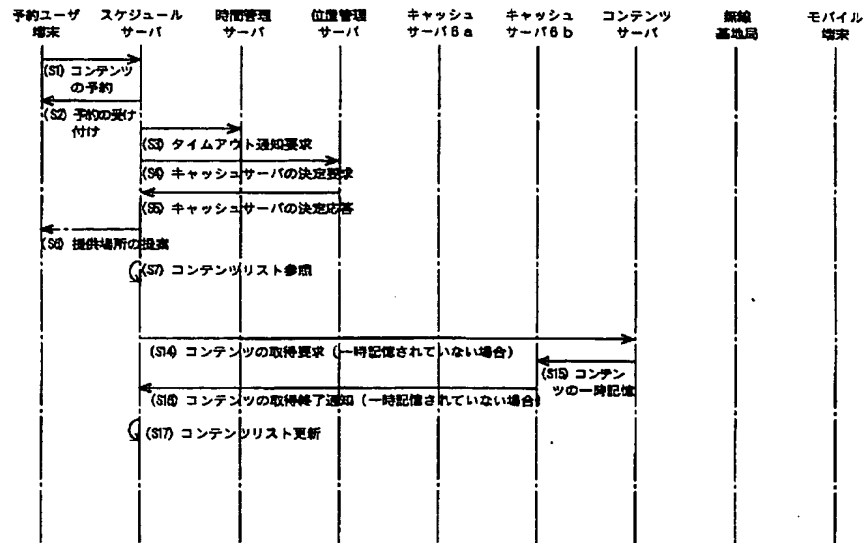 予約ユーザ
端末
スケジュール
サーバ
時間管理
サーバ
位置管理
サーバ
キャッシュ
サーバ6a
キャッシュ
サーバ6b
コンテンツ
サーバ
無線
基地局
モバイル
端末
(S1) コンテンツ
の予約
(S2) 予約の受け
付け
(S3) タイムアウト通知要求
(S4) キャッシュサーバの決定要求
(S5) キャッシュサーバの決定応答
(S6) 提供場所の提案
(S7) コンテンツリスト参照
(S14) コンテンツの取得要求(一時記憶されていない場合)
(S15) コンテン
ツの一時記憶
(S16) コンテンツの取得終了通知(一時記憶されていない場合)
(S17) コンテンツリスト更新